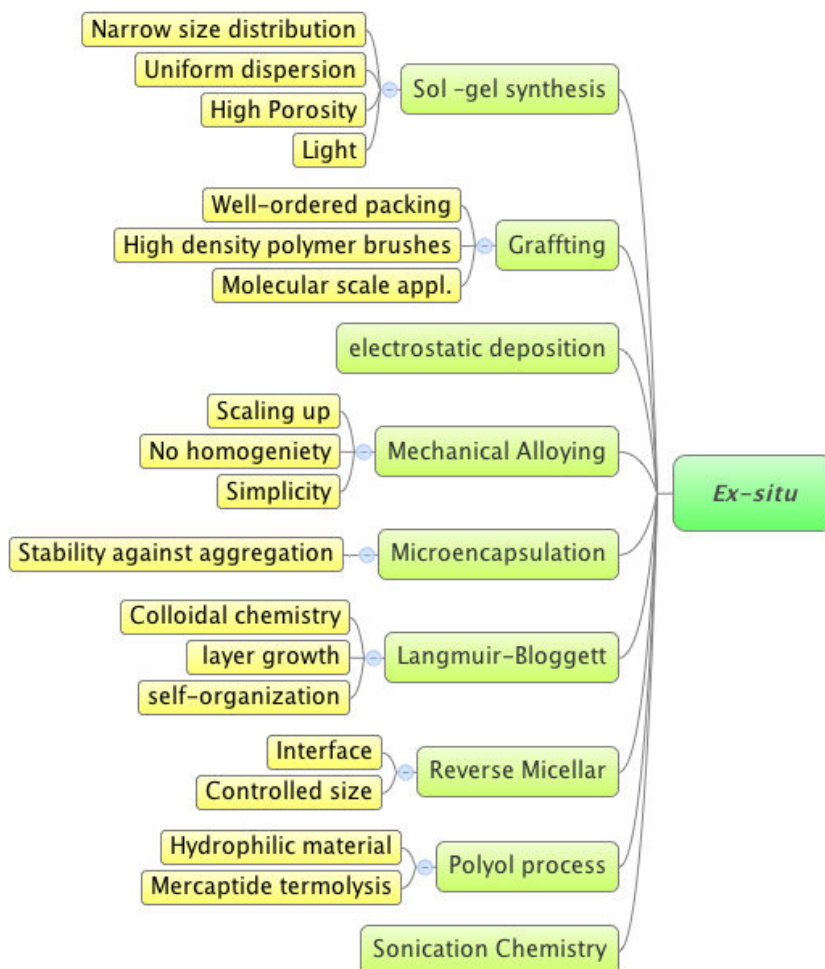 Narrow size distribution
Uniform dispersion
High Porosity
Light
Sol -gel synthesis
Well-ordered packing
High density polymer brushes
Molecular scale appl.
Graffting
electrostatic deposition
Scaling up
No homogeniety
Simplicity
Mechanical Alloying
Ex-situ
Stability against aggregation
Microencapsulation
Colloidal chemistry
layer growth
self-organization
Langmuir-Bloggett
Interface
Controlled size
Reverse Micellar
Hydrophilic material
Mercaptide termolysis
Polyol process
Sonication Chemistry